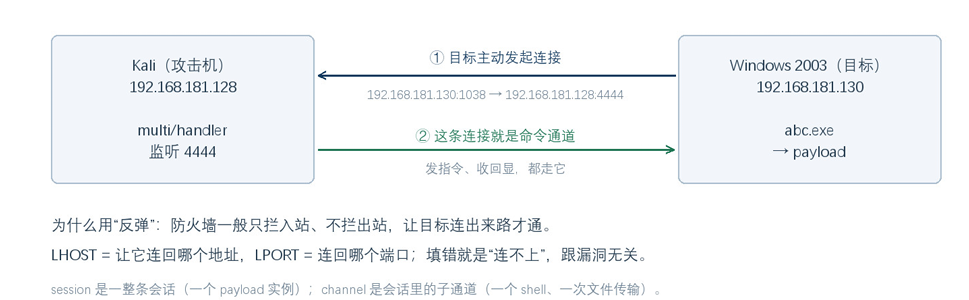 Kali（攻击机）
192.168.181.128
multi/handler
监听 4444
① 目标主动发起连接
192.168.181.130:1038 → 192.168.181.128:4444
② 这条连接就是命令通道
发指令、收回显，都走它
Windows 2003（目标）
192.168.181.130
abc.exe
→ payload
为什么用“反弹”：防火墙一般只拦入站、不拦出站，让目标连出来路才通。
LHOST = 让它连回哪个地址，LPORT = 连回哪个端口；填错就是“连不上”，跟漏洞无关。
session 是一整条会话（一个 payload 实例）；channel 是会话里的子通道（一个 shell、一次文件传输）。